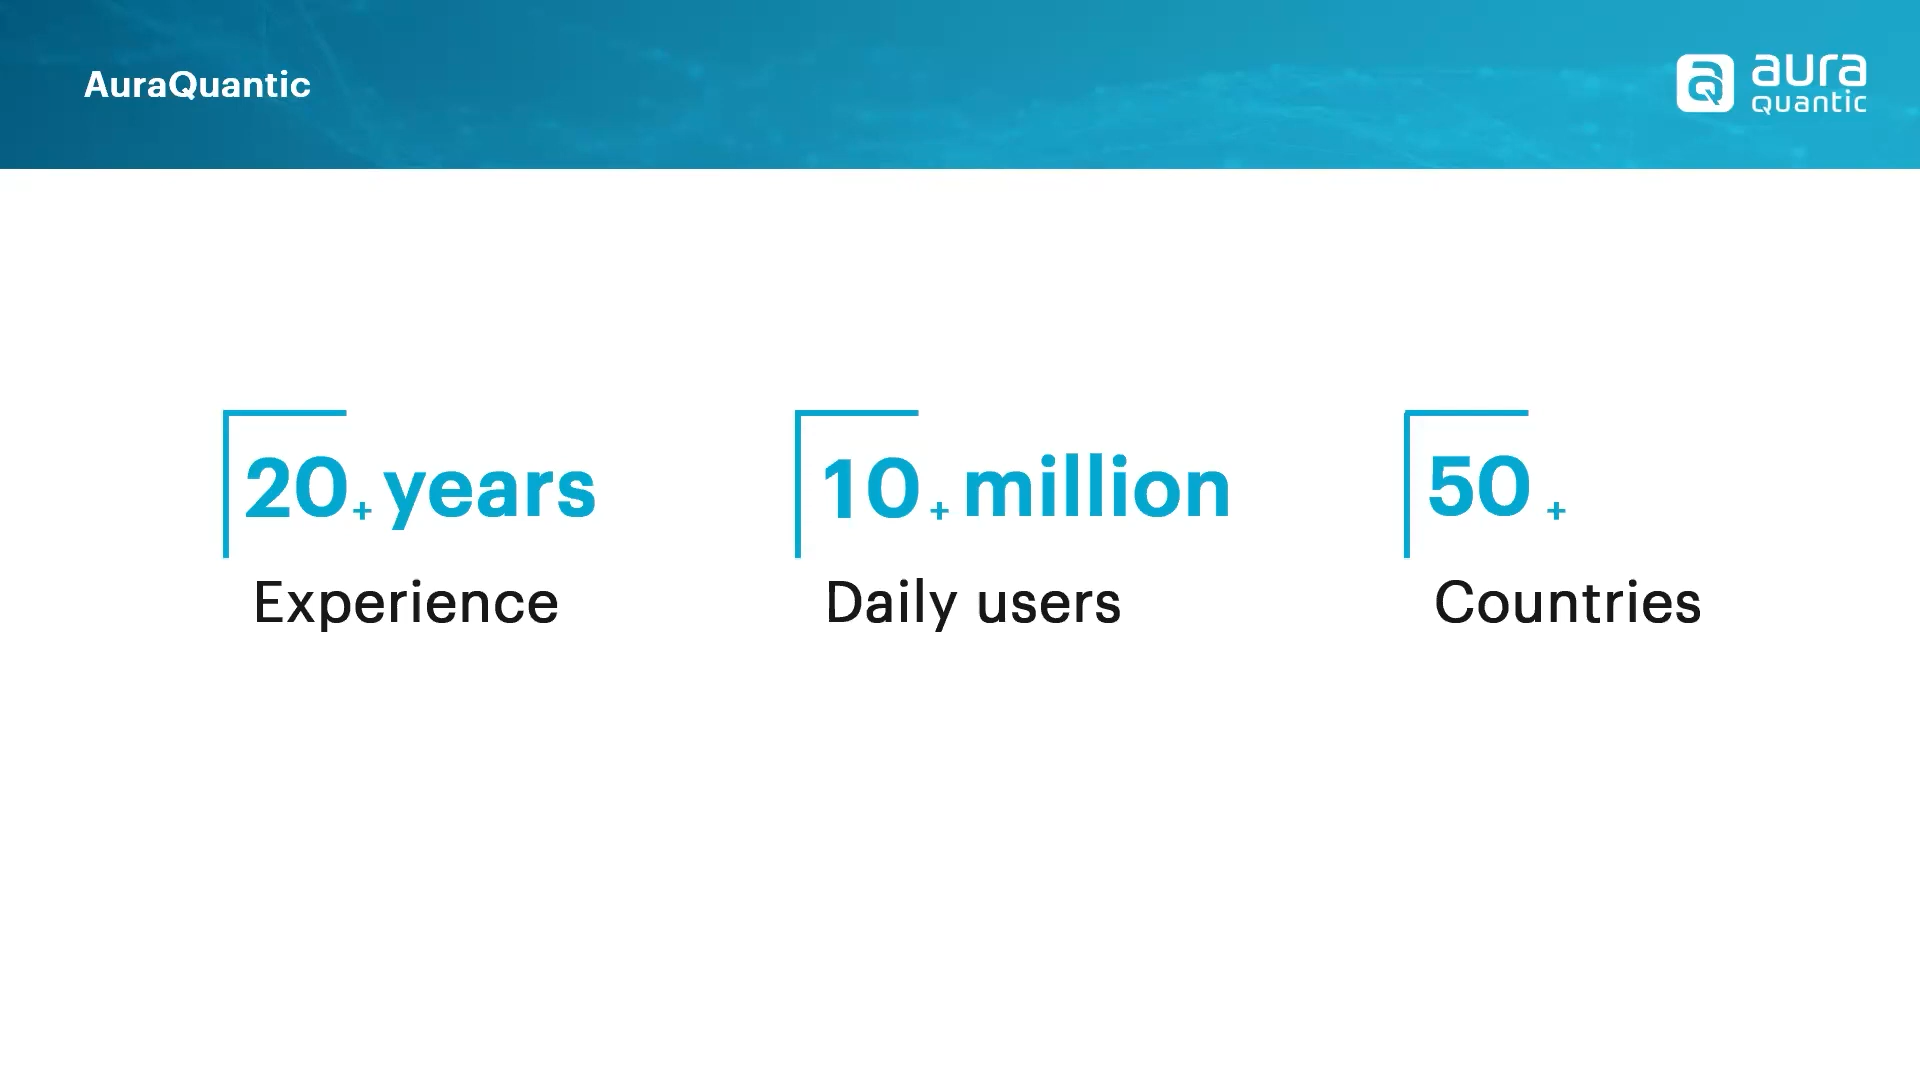 AuraQuantic
aura
quantic
20+ years
Experience
10+ million
Daily users
50+
Countries